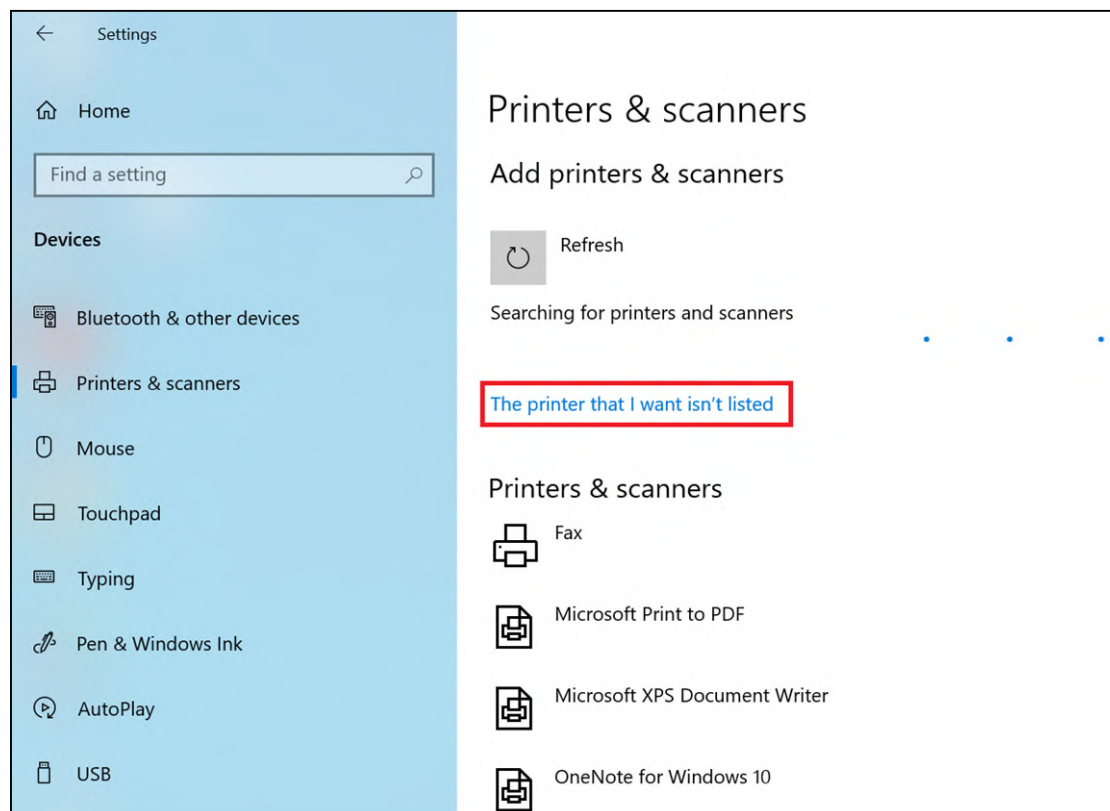 Settings
Home
Find a setting
Devices
Bluetooth & other devices
Printers & scanners
Mouse
Touchpad
Typing
Pen & Windows Ink
AutoPlay
USB
Printers & scanners
Add printers & scanners
Refresh
Searching for printers and scanners
The printer that I want isn't listed
Printers & scanners
Fax
Microsoft Print to PDF
Microsoft XPS Document Writer
OneNote for Windows 10